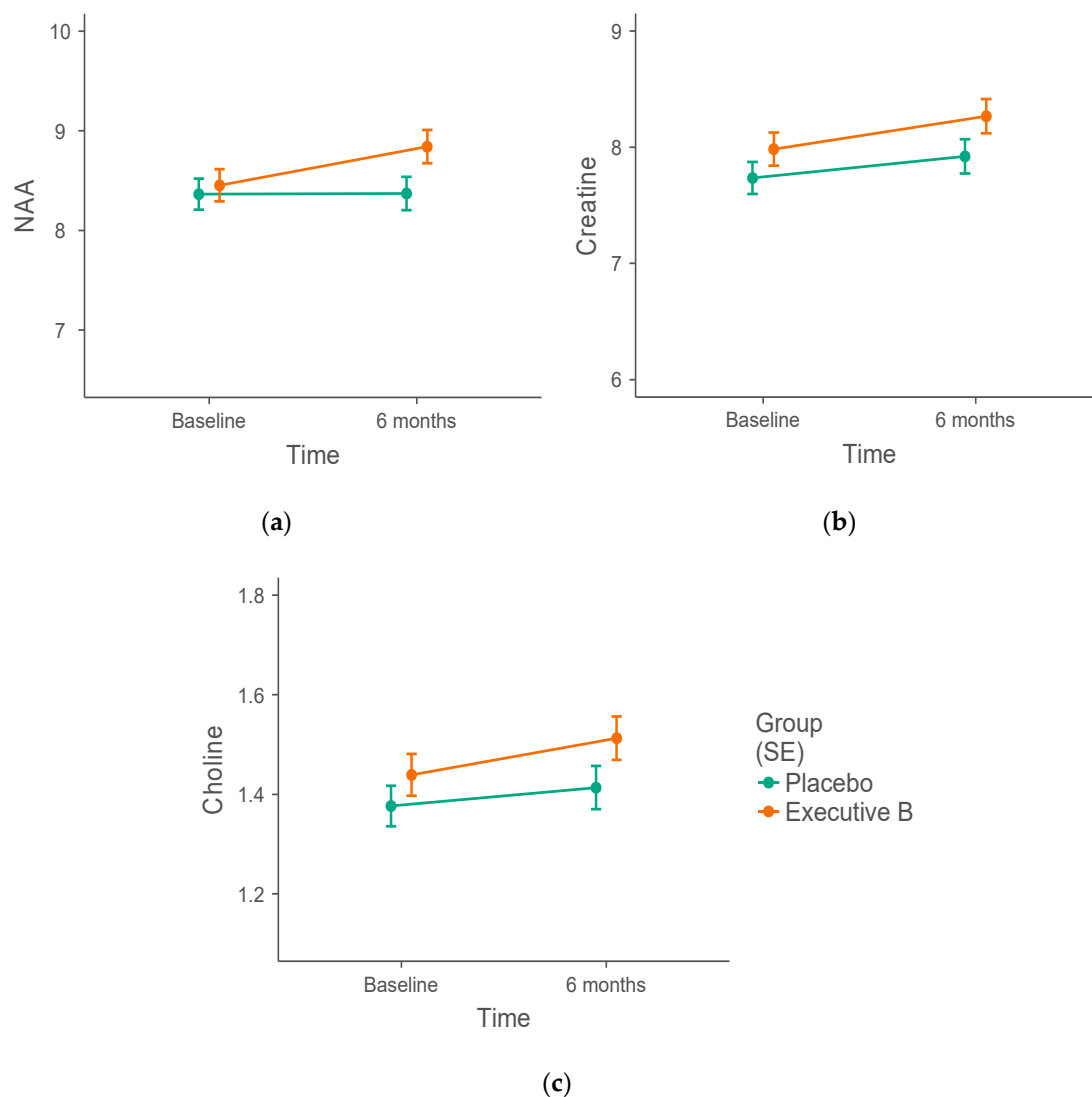 10
9
8
7
NAA
Baseline
6 months
Time
(a)
9
8
7
6
Creatine
Baseline
6 months
Time
(b)
1.8
1.6
1.4
1.2
Choline
Baseline
6 months
Time
(c)
Group
(SE)
Placebo
Executive B